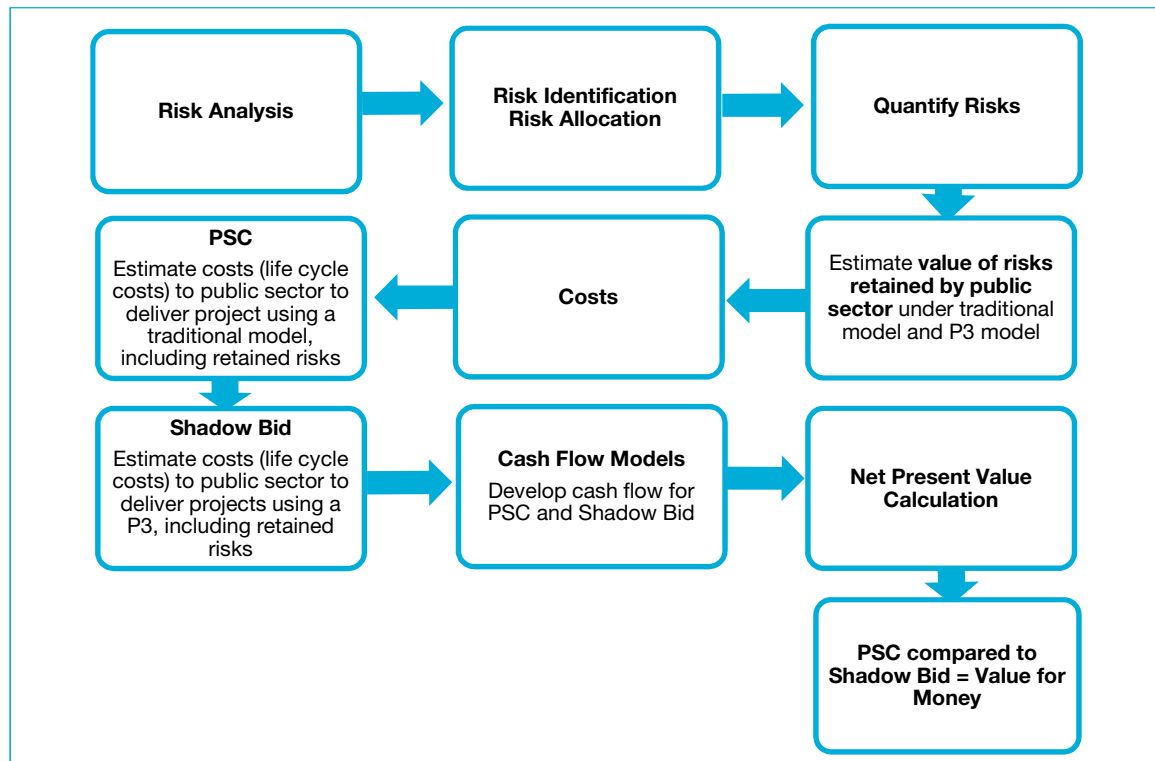 Risk Analysis
Risk Identification
Risk Allocation
Quantify Risks
Estimate value of risks
retained by public
sector under traditional
model and P3 model
Costs
PSC
Estimate costs (life cycle
costs) to public sector to
deliver project using a
traditional model,
including retained risks
Shadow Bid
Estimate costs (life cycle
costs) to public sector to
deliver projects using a
P3, including retained
risks
Cash Flow Models
Develop cash flow for
PSC and Shadow Bid
Net Present Value
Calculation
PSC compared to
Shadow Bid = Value for
Money